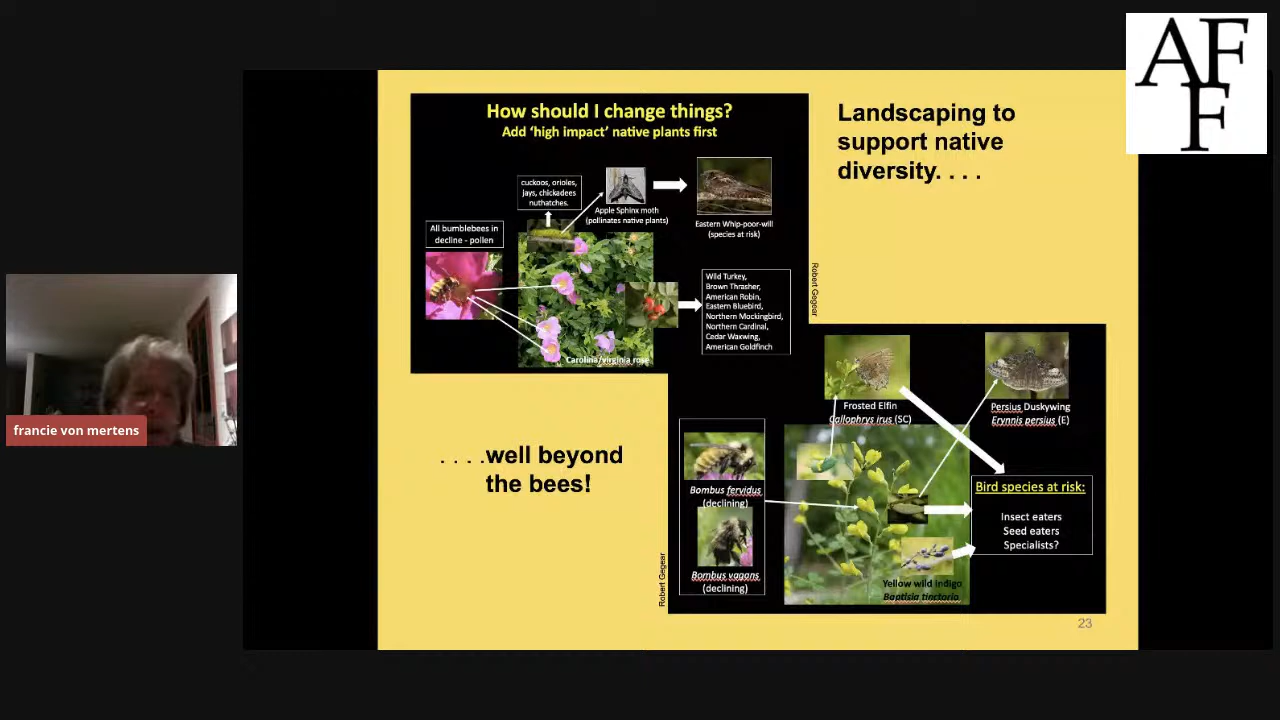 AF
F
How should I change things?
Add 'high impact' native plants first
Landscaping to
support native
diversity. . . .
cuckoos, orioles,
jays, chickadees
nuthatches.
Apple Sphinx moth
(pollinates native plants)
Eastern Whip-poor-will
(species at risk)
All bumblebees in
decline - pollen
Wild Turkey,
Brown Thrasher,
American Robin,
Eastern Bluebird,
Northern Mockingbird,
Northern Cardinal,
Cedar Waxwing,
American Goldfinch
Carolina/virginia rose
Robert Gegear
francie von mertens
. . . .well beyond
the bees!
Frosted Elfin
Callophrys irus (SC)
Persius Duskywing
Erynnis persius (E)
Bombus fervidus
(declining)
Bombus vagans
(declining)
Bird species at risk:
Insect eaters
Seed eaters
Specialists?
Yellow wild indigo
Baptisia tinctoria
Robert Gegear
23